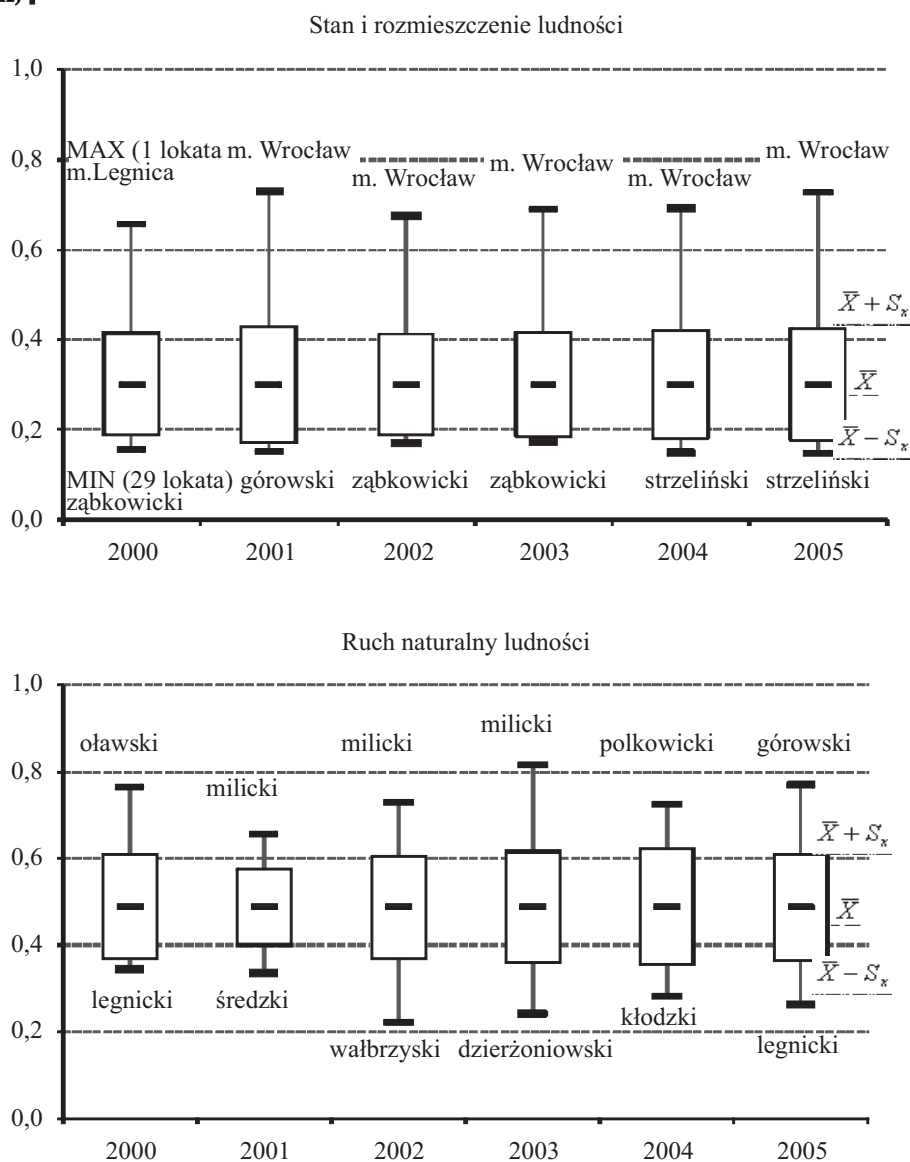 Stan i rozmieszczenie ludności
1,0
0,8
0,6
0,4
0,2
0,0
MAX (1 lokata m. Wrocław
m.Legnica
m. Wrocław
m. Wrocław
m. Wrocław
m. Wrocław
X̅ + Sₓ
X̅
X̅ − Sₓ
MIN (29 lokata) górowski ząbkowicki ząbkowicki strzeliński strzeliński
ząbkowicki
2000 2001 2002 2003 2004 2005
Ruch naturalny ludności
1,0
0,8
0,6
0,4
0,2
0,0
oławski
milicki
milicki
milicki
polkowicki
górowski
X̅ + Sₓ
X̅
X̅ − Sₓ
legnicki
średzki
wałbrzyski
dzierżoniowski
kłodzki
legnicki
2000 2001 2002 2003 2004 2005